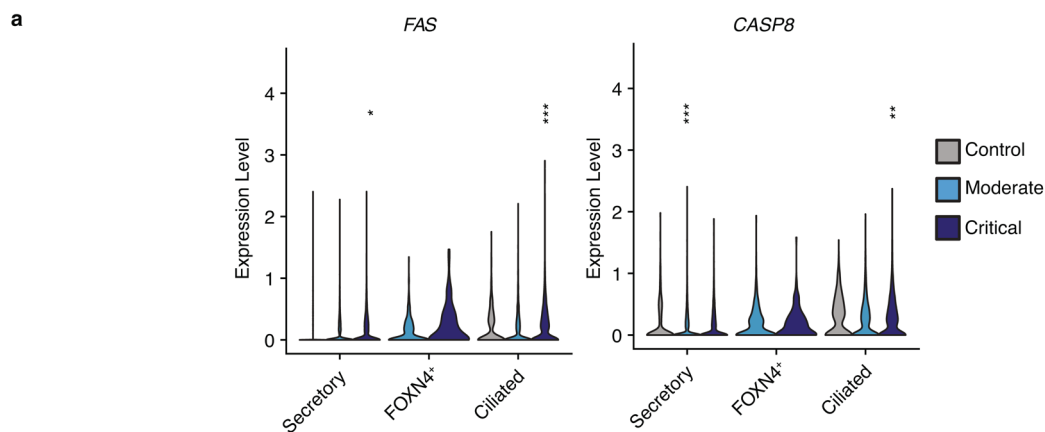 a
FAS
CASP8
Expression Level
4
3
2
1
0
*
***
Secretory
FOXN4+
Ciliated
Expression Level
4
3
2
1
0
***
**
Secretory
FOXN4+
Ciliated
Control
Moderate
Critical